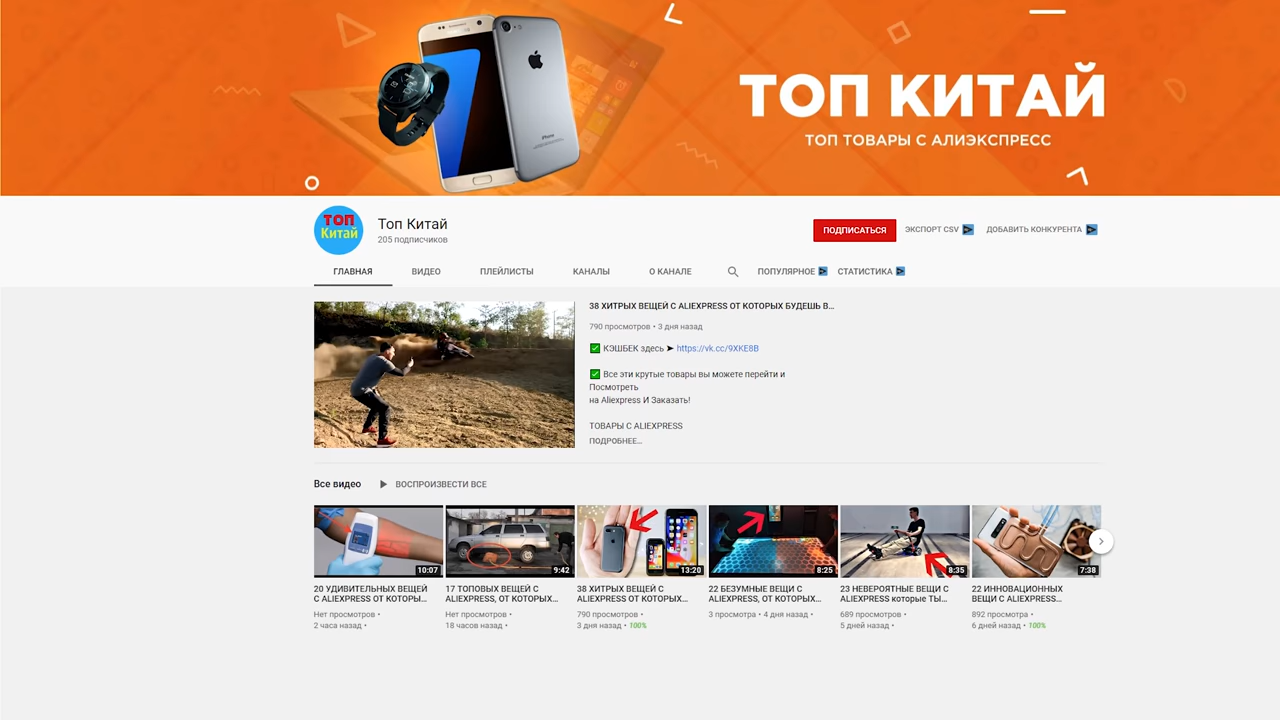 ТОП КИТАЙ
ТОП ТОВАРЫ С АЛИЭКСПРЕСС
iPhone
ТОП
Китай
Топ Китай
205 подписчиков
ПОДПИСАТЬСЯ
ЭКСПОРТ CSV
ДОБАВИТЬ КОНКУРЕНТА
ГЛАВНАЯ
ВИДЕО
ПЛЕЙЛИСТЫ
КАНАЛЫ
О КАНАЛЕ
ПОПУЛЯРНОЕ
СТАТИСТИКА
38 ХИТРЫХ ВЕЩЕЙ С ALIEXPRESS ОТ КОТОРЫХ БУДЕШЬ В...
790 просмотров • 3 дня назад
✅ КЭШБЕК здесь ➤ https://vk.cc/9XKE8B
✅ Все эти крутые товары вы можете перейти и
Посмотреть
на Aliexpress И Заказать!
ТОВАРЫ С ALIEXPRESS
ПОДРОБНЕЕ...
Все видео
ВОСПРОИЗВЕСТИ ВСЕ
10:07
9:42
13:20
8:25
8:35
7:38
20 УДИВИТЕЛЬНЫХ ВЕЩЕЙ
С ALIEXPRESS ОТ КОТОРЫ...
Нет просмотров •
2 часа назад •
17 ТОПОВЫХ ВЕЩЕЙ С
ALIEXPRESS, ОТ КОТОРЫХ...
Нет просмотров •
18 часов назад •
38 ХИТРЫХ ВЕЩЕЙ С
ALIEXPRESS ОТ КОТОРЫХ...
790 просмотров •
3 дня назад • 100%
22 БЕЗУМНЫЕ ВЕЩИ С
ALIEXPRESS, ОТ КОТОРЫХ...
3 просмотра • 4 дня назад •
23 НЕВЕРОЯТНЫЕ ВЕЩИ С
ALIEXPRESS которые ТЫ...
689 просмотров •
5 дней назад •
22 ИННОВАЦИОННЫХ
ВЕЩИ С ALIEXPRESS...
892 просмотра •
6 дней назад • 100%